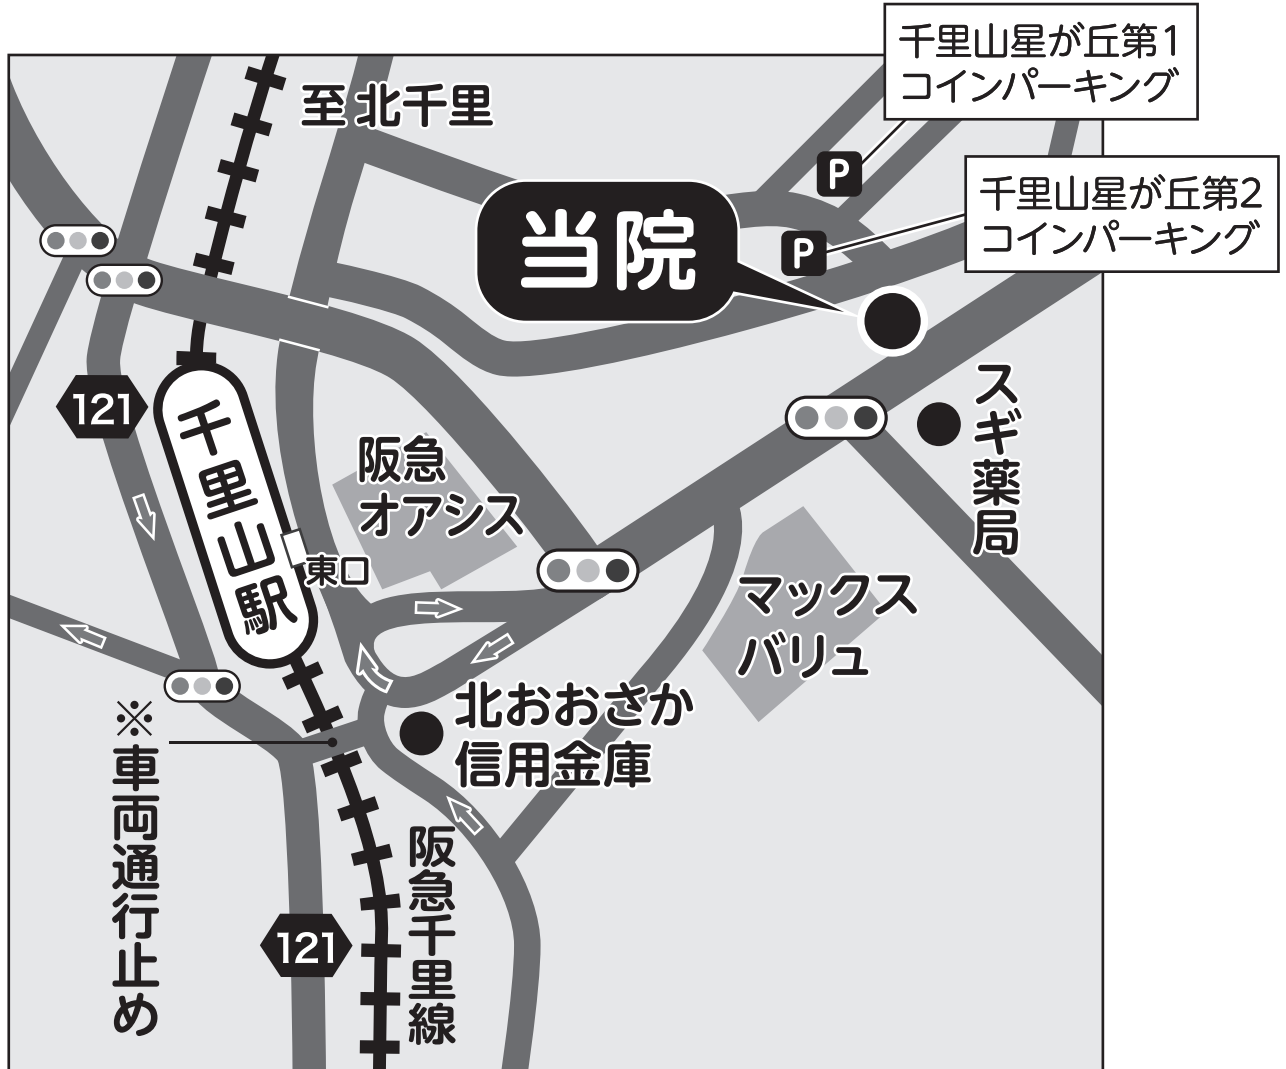 千里山星が丘第1
コインパーキング
至 北千里
P
千里山星が丘第2
コインパーキング
当院
P
121
千里山駅
スギ薬局
阪急
オアシス
東口
マックス
バリュ
北おおさか
信用金庫
※車両通行止め
阪急千里線
121